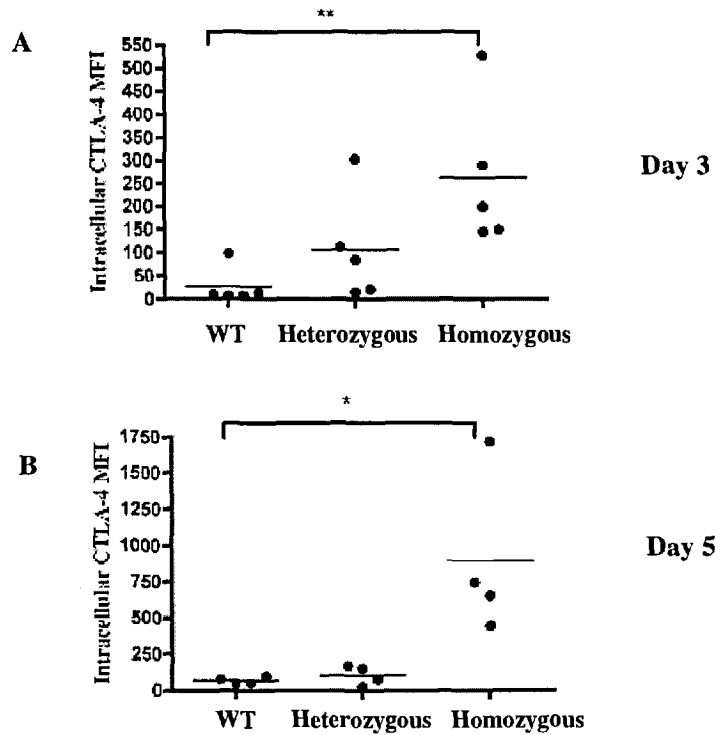 **
A
Intracellular CTLA-4 MFI
550
500
450
400
350
300
250
200
150
100
50
0
Day 3
WT Heterozygous Homozygous
*
B
Intracellular CTLA-4 MFI
1750
1500
1250
1000
750
500
250
0
Day 5
WT Heterozygous Homozygous